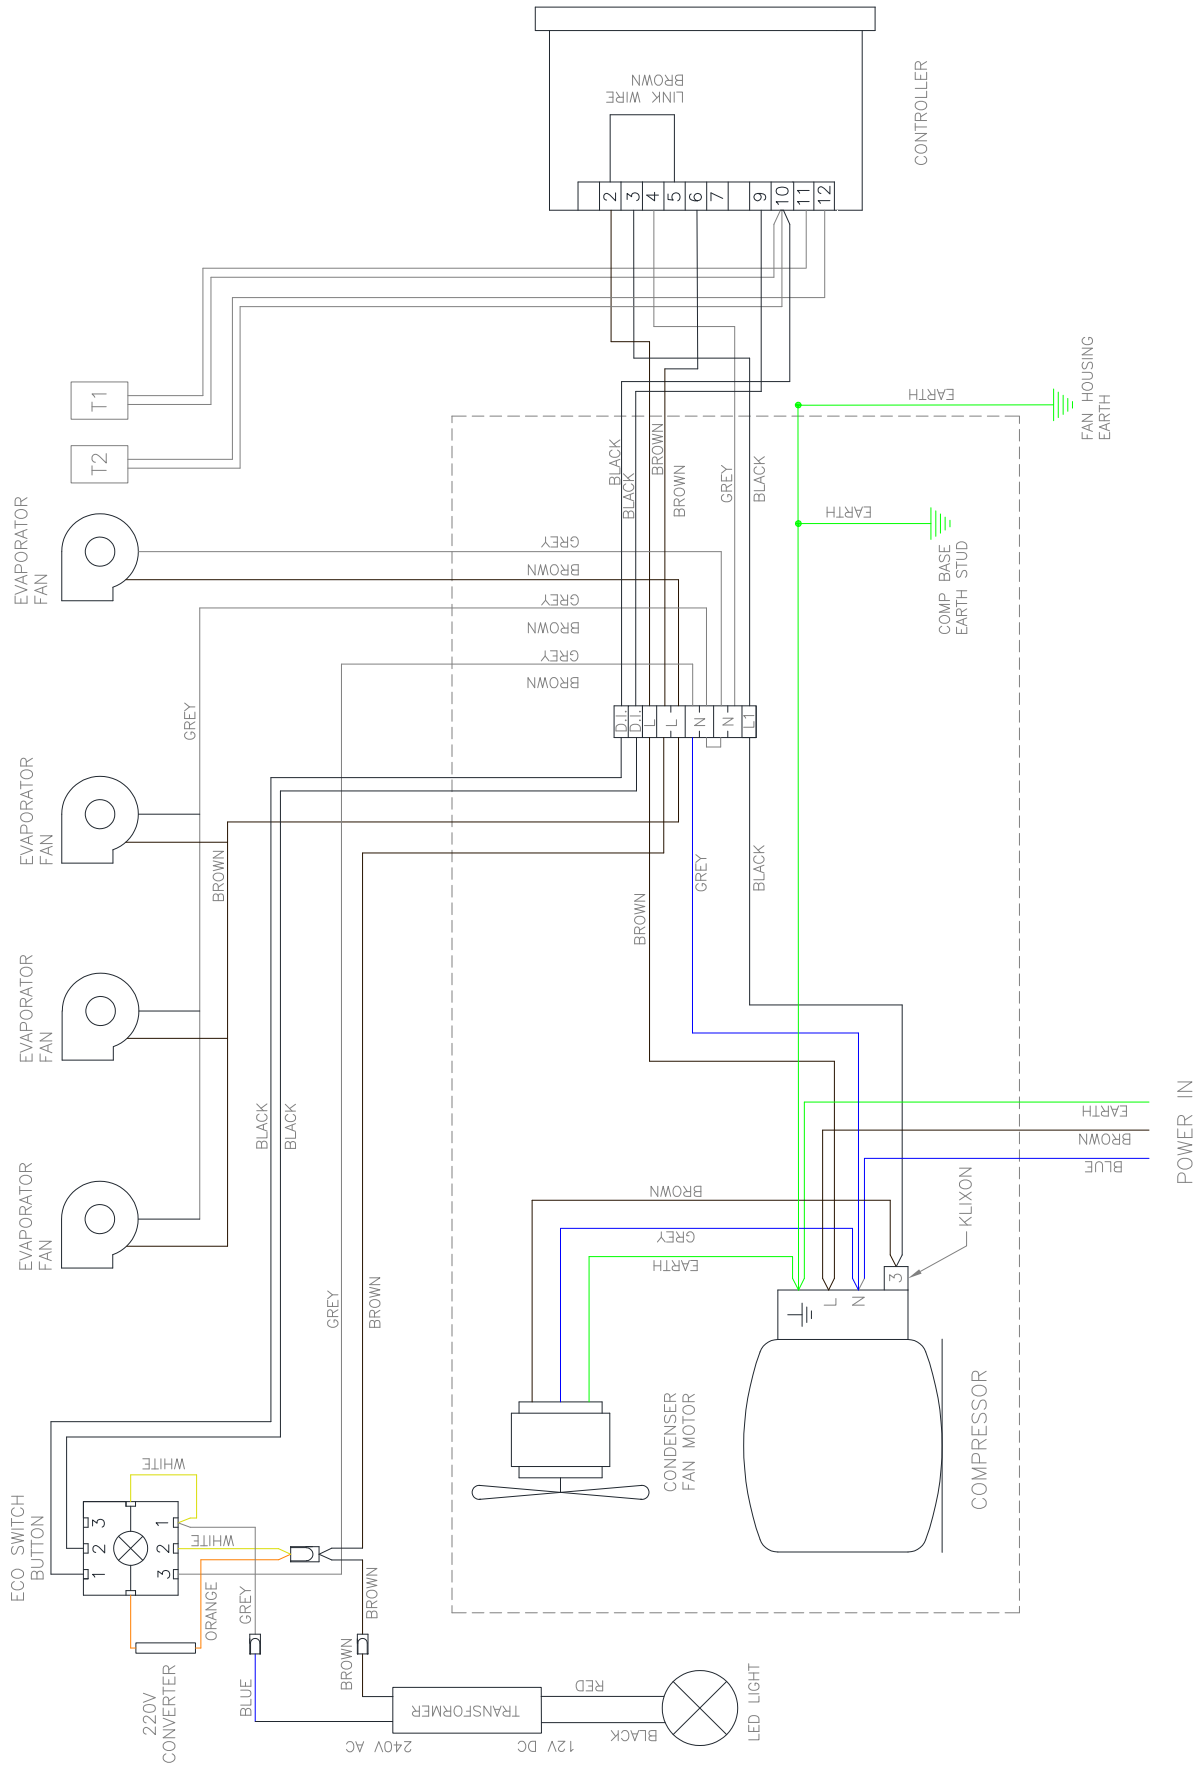 BROWN
LINK WIRE
CONTROLLER
2
3
4
5
6
7
9
10
11
12
T1
T2
EVAPORATOR
FAN
EARTH
FAN HOUSING
EARTH
EARTH
COMP BASE
EARTH STUD
BLACK
BLACK
BROWN
BROWN
GREY
BLACK
GREY
BROWN
GREY
BROWN
GREY
BROWN
GREY
D.I.
D.I.
L
L
N
N
L1
EVAPORATOR
FAN
BROWN
BROWN
GREY
BLACK
EVAPORATOR
FAN
BLACK
BLACK
EVAPORATOR
FAN
EARTH
BROWN
BLUE
POWER IN
BROWN
GREY
EARTH
KLIXON
L
N
3
GREY
BROWN
CONDENSER
FAN MOTOR
COMPRESSOR
ECO SWITCH
BUTTON
WHITE
WHITE
3
2
1
1
2
3
ORANGE
220V
CONVERTER
GREY
BLUE
BROWN
BROWN
240V AC
TRANSFORMER
12V DC
RED
BLACK
LED LIGHT